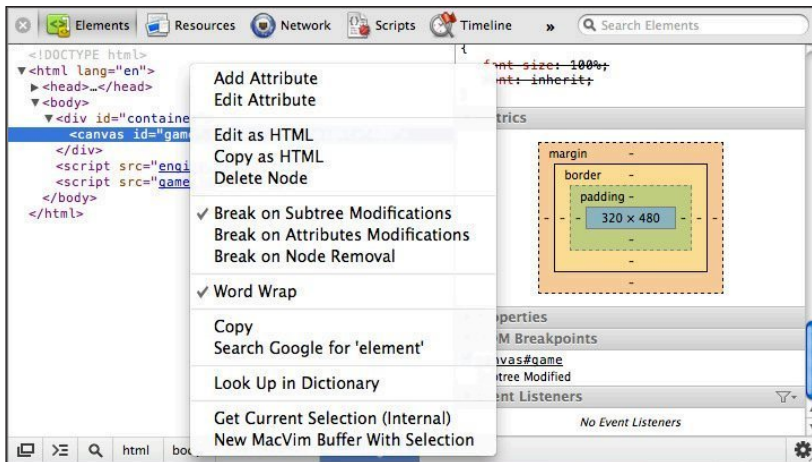 Elements Resources Network Scripts Timeline » Search Elements
<!DOCTYPE html>
▼<html lang="en">
▶<head>…</head>
▼<body>
▼<div id="containe
<canvas id="gam
</div>
<script src="engi
<script src="game
</body>
</html>
Add Attribute
Edit Attribute
Edit as HTML
Copy as HTML
Delete Node
✓ Break on Subtree Modifications
Break on Attributes Modifications
Break on Node Removal
✓ Word Wrap
Copy
Search Google for 'element'
Look Up in Dictionary
Get Current Selection (Internal)
New MacVim Buffer With Selection
{
font-size: 100%;
nt: inherit;
trics
margin -
border -
padding -
- - - 320 × 480 - - -
-
-
-
operties
M Breakpoints
nvas#game
tree Modified
ent Listeners
No Event Listeners
html bo